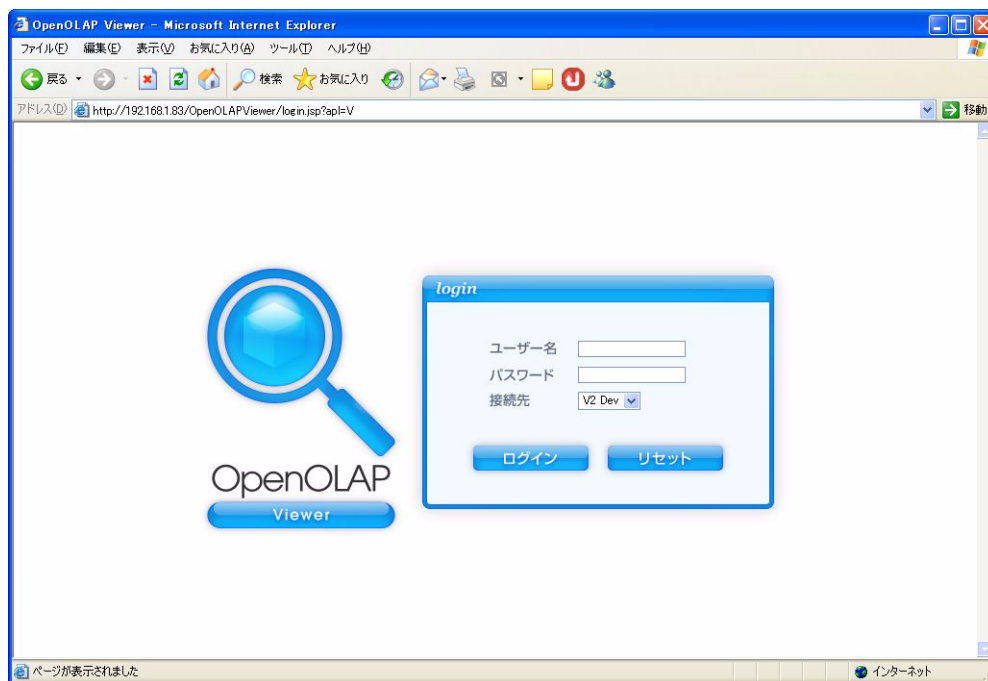 OpenOLAP Viewer - Microsoft Internet Explorer
ファイル(F) 編集(E) 表示(V) お気に入り(A) ツール(T) ヘルプ(H)
戻る 検索 お気に入り
アドレス(D) http://192.168.1.83/OpenOLAPViewer/login.jsp?apl=V 移動
login
ユーザー名
パスワード
接続先 V2 Dev
ログイン リセット
OpenOLAP
Viewer
ページが表示されました インターネット